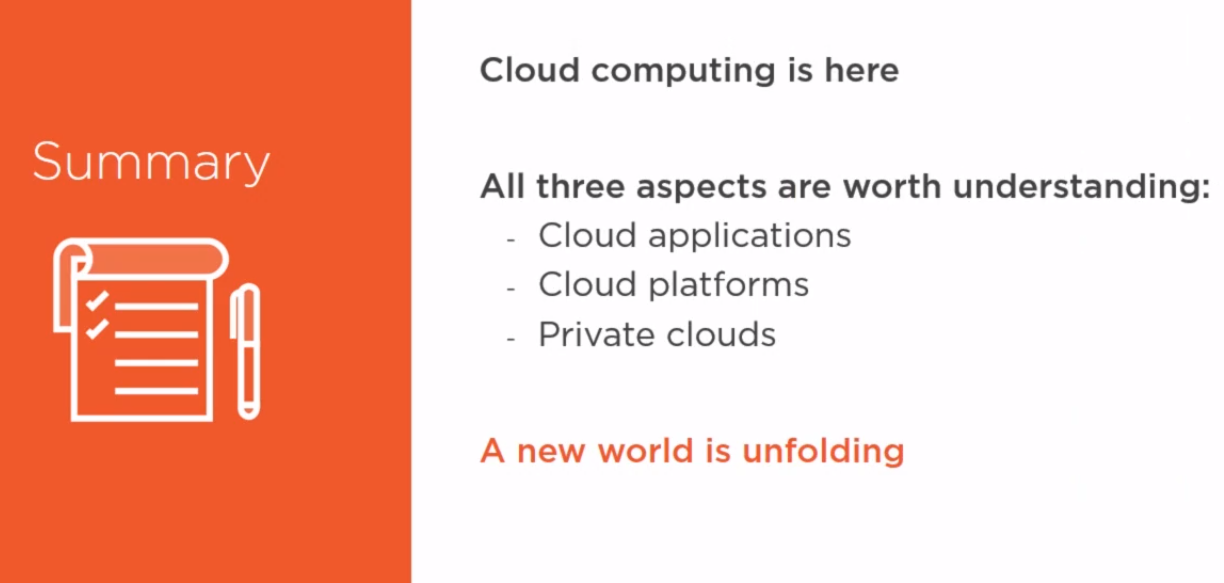 Summary
Cloud computing is here
All three aspects are worth understanding:
- Cloud applications
- Cloud platforms
- Private clouds
A new world is unfolding